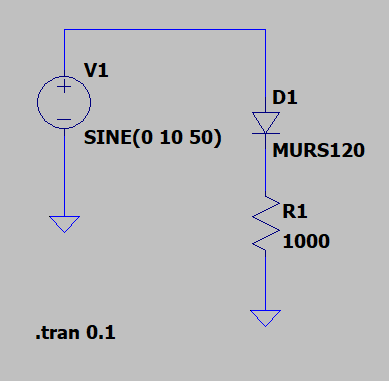 V1
SINE(0 10 50)
D1
MURS120
R1
1000
.tran 0.1